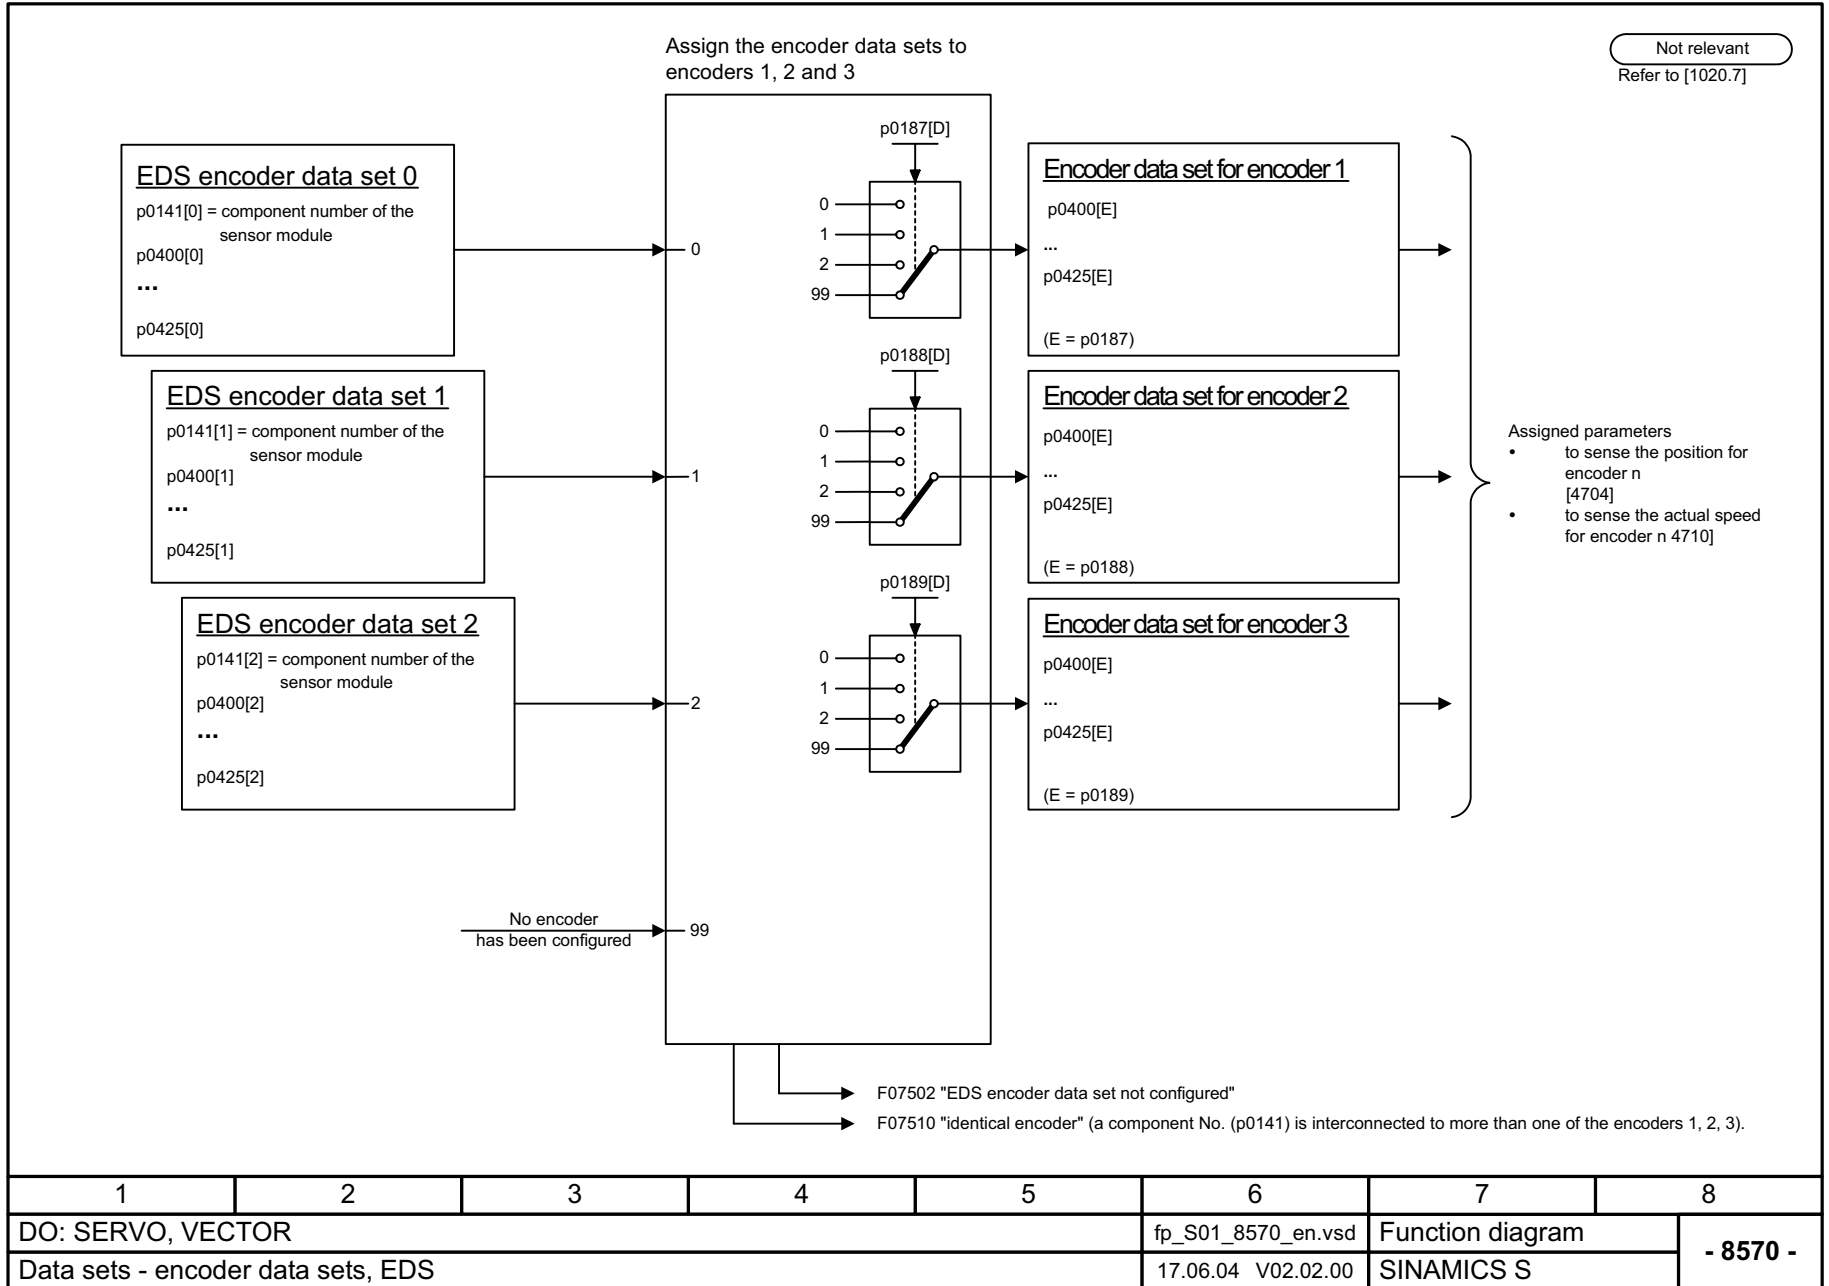 Assign the encoder data sets to
encoders 1, 2 and 3
Not relevant
Refer to [1020.7]
EDS encoder data set 0
p0141[0] = component number of the
sensor module
p0400[0]
...
p0425[0]
EDS encoder data set 1
p0141[1] = component number of the
sensor module
p0400[1]
...
p0425[1]
EDS encoder data set 2
p0141[2] = component number of the
sensor module
p0400[2]
...
p0425[2]
No encoder
has been configured
0
1
2
99
p0187[D]
0
1
2
99
p0188[D]
0
1
2
99
p0189[D]
0
1
2
99
Encoder data set for encoder 1
p0400[E]
...
p0425[E]
(E = p0187)
Encoder data set for encoder 2
p0400[E]
...
p0425[E]
(E = p0188)
Encoder data set for encoder 3
p0400[E]
...
p0425[E]
(E = p0189)
Assigned parameters
• to sense the position for
encoder n
[4704]
• to sense the actual speed
for encoder n 4710]
F07502 "EDS encoder data set not configured"
F07510 "identical encoder" (a component No. (p0141) is interconnected to more than one of the encoders 1, 2, 3).
1 2 3 4 5 6 7 8
DO: SERVO, VECTOR
fp_S01_8570_en.vsd
Function diagram
- 8570 -
Data sets - encoder data sets, EDS
17.06.04 V02.02.00
SINAMICS S